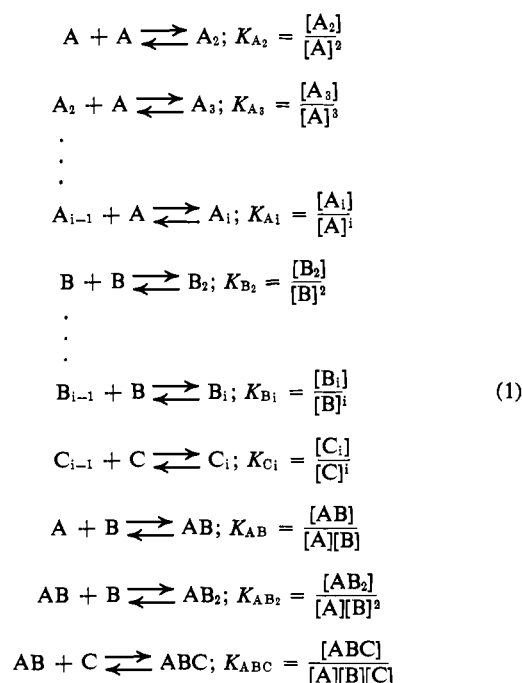 A + A ⇌ A₂; K_A₂ = [A₂]/[A]²
A₂ + A ⇌ A₃; K_A₃ = [A₃]/[A]³
.
.
.
A_i−1 + A ⇌ A_i; K_Ai = [A_i]/[A]^i
B + B ⇌ B₂; K_B₂ = [B₂]/[B]²
.
.
.
B_i−1 + B ⇌ B_i; K_Bi = [B_i]/[B]^i (1)
C_i−1 + C ⇌ C_i; K_Ci = [C_i]/[C]^i
A + B ⇌ AB; K_AB = [AB]/[A][B]
AB + B ⇌ AB₂; K_AB₂ = [AB₂]/[A][B]²
AB + C ⇌ ABC; K_ABC = [ABC]/[A][B][C]